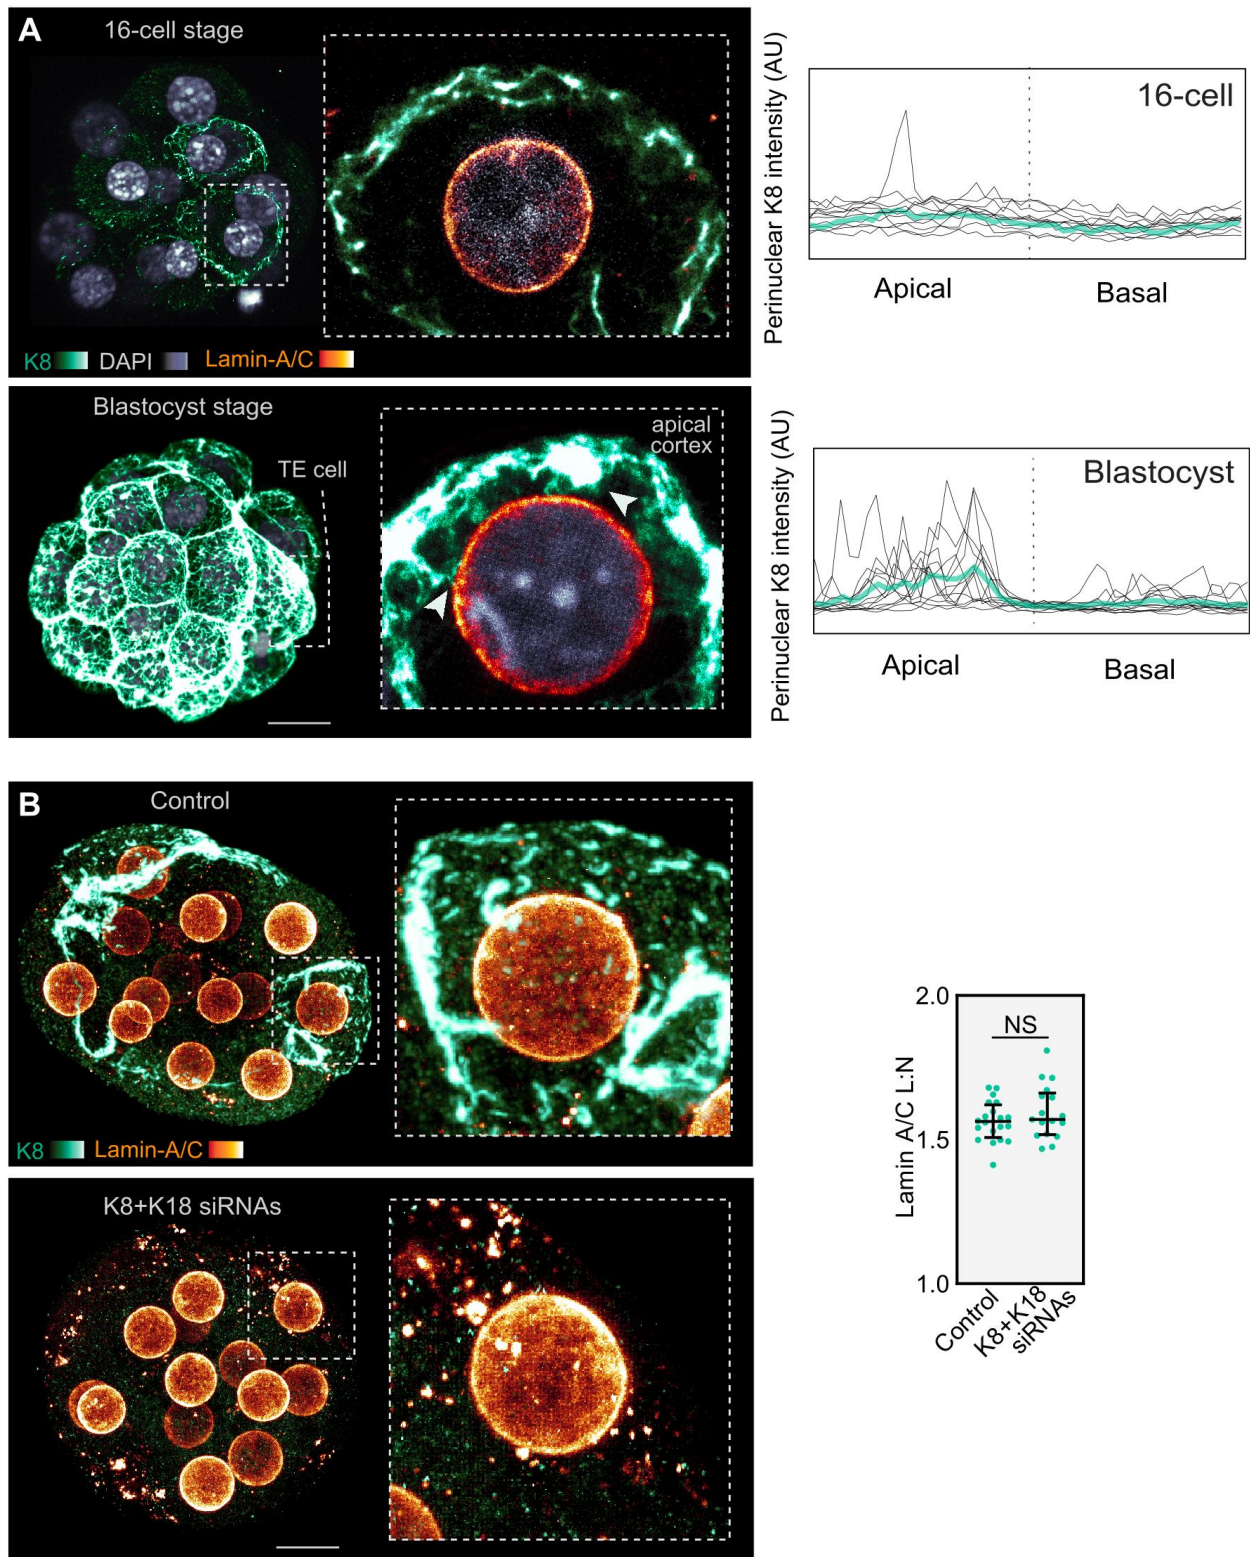 A
16-cell stage
K8 DAPI Lamin-A/C
Perinuclear K8 intensity (AU)
16-cell
Apical Basal
Blastocyst stage
TE cell
apical
cortex
Perinuclear K8 intensity (AU)
Blastocyst
Apical Basal
B
Control
K8 Lamin-A/C
K8+K18 siRNAs
Lamin A/C L:N
2.0
1.5
1.0
NS
Control
K8+K18
siRNAs